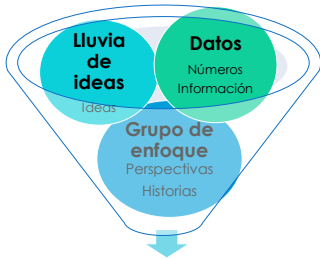 Lluvia
de
ideas
Ideas
Datos
Números
Información
Grupo de
enfoque
Perspectivas
Historias